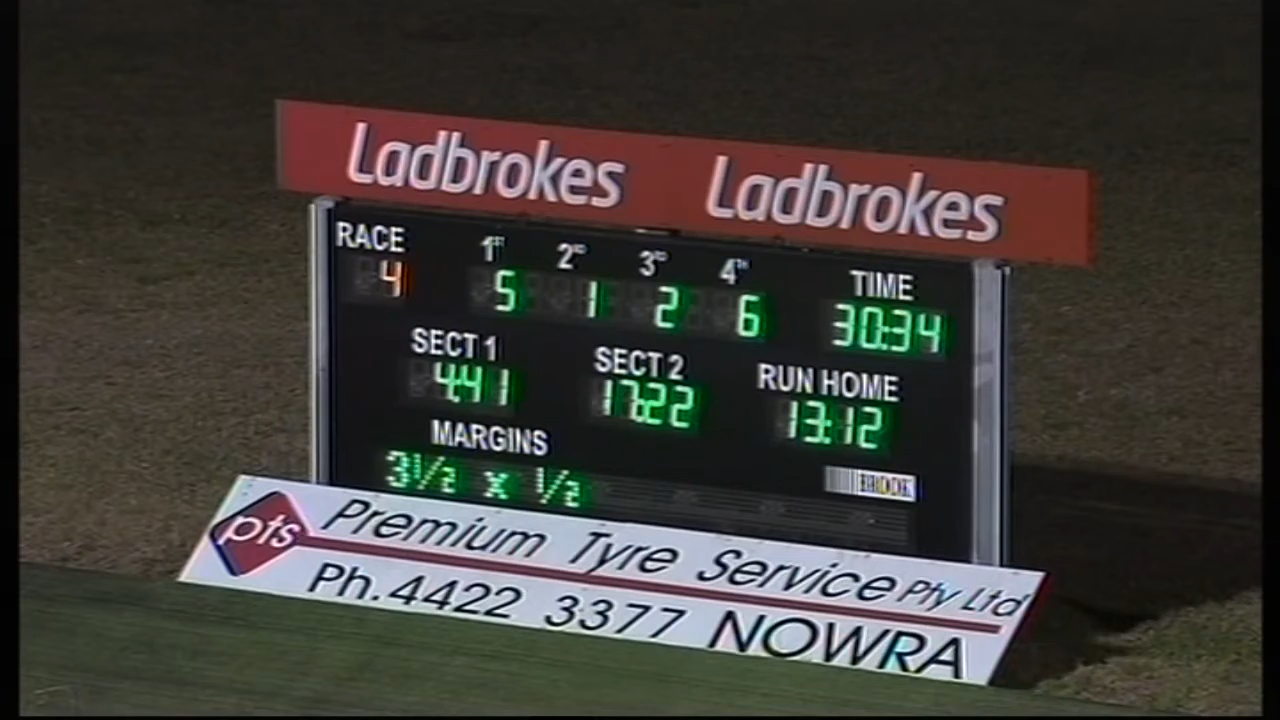 Ladbrokes Ladbrokes
RACE 1ST 2ND 3RD 4TH TIME
4 5 1 2 6 30:34
SECT 1 SECT 2 RUN HOME
4:41 17:22 13:12
MARGINS
3 1/2 x 1/2
pts Premium Tyre Service Pty Ltd
Ph. 4422 3377 NOWRA